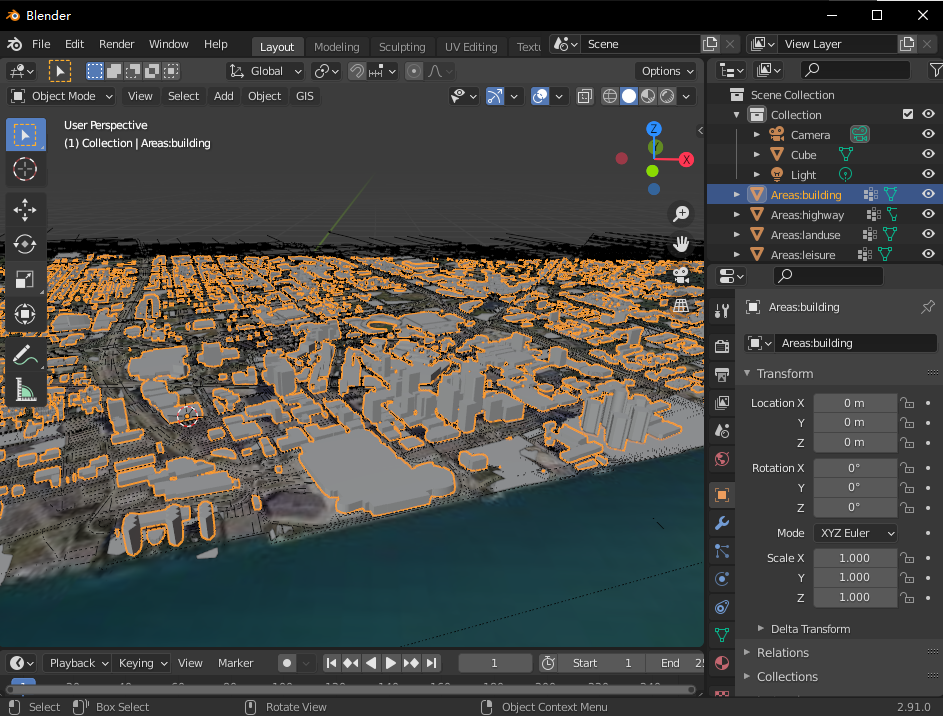 Blender
File Edit Render Window Help Layout Modeling Sculpting UV Editing Scene View Layer
Global Options
Object Mode View Select Add Object GIS
User Perspective
(1) Collection | Areas:building
Z
X
Scene Collection
Collection
Camera
Cube
Light
Areas:building
Areas:highway
Areas:landuse
Areas:leisure
Areas:building
Areas:building
Transform
Location X 0 m
Y 0 m
Z 0 m
Rotation X 0°
Y 0°
Z 0°
Mode XYZ Euler
Scale X 1.000
Y 1.000
Z 1.000
Delta Transform
Relations
Collections
Playback Keying View Marker 1 Start 1 End
Select Box Select Rotate View Object Context Menu 2.91.0